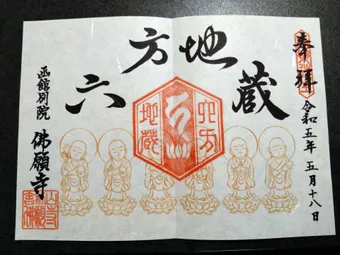 奉拝
令和五年 五月十八日
六方地蔵
六方
地蔵
函館別院
佛願寺